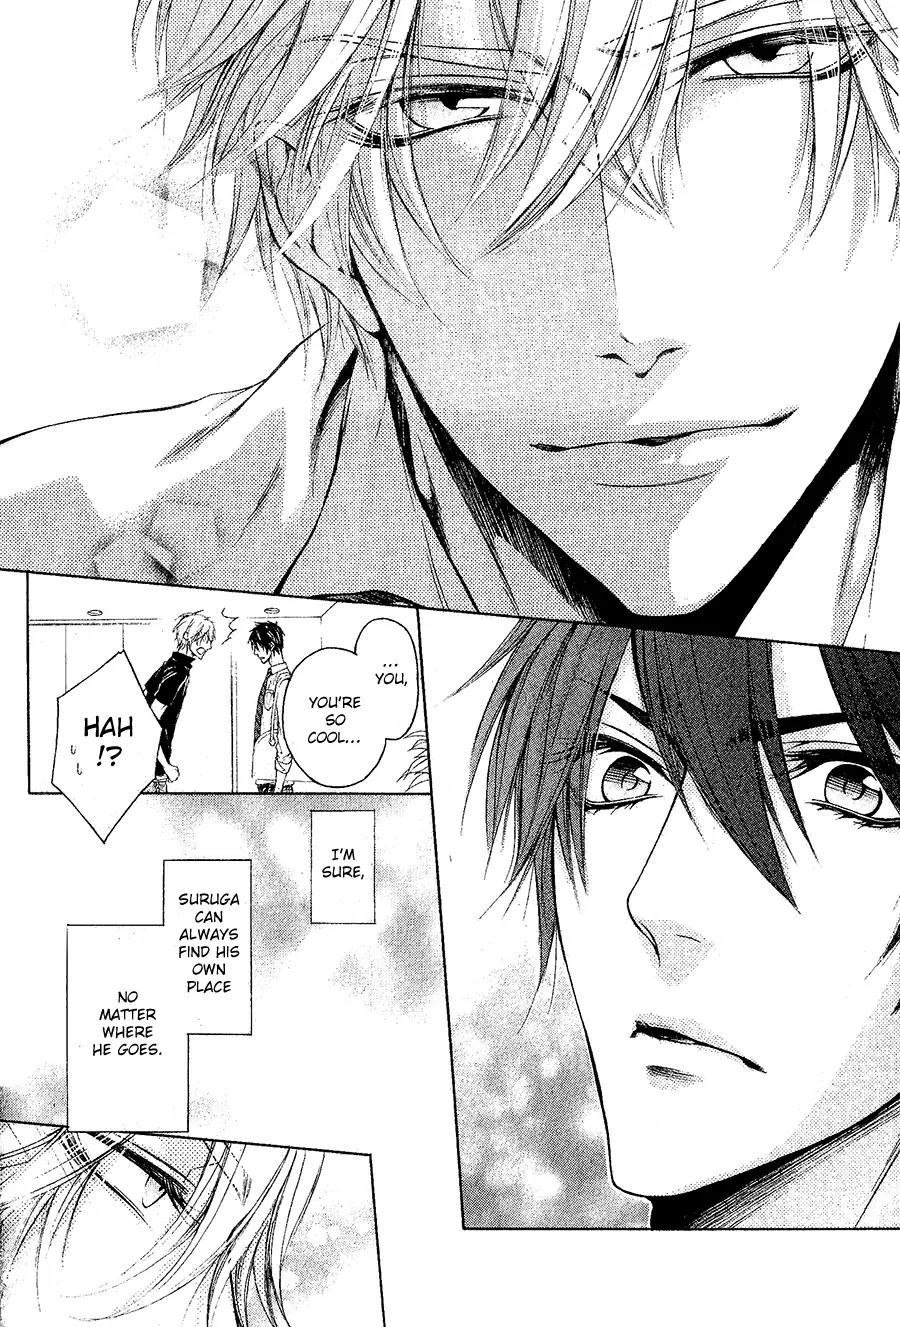 ...
YOU,
YOU'RE
SO
COOL...
HAH
!?
I'M
SURE,
SURUGA
CAN
ALWAYS
FIND HIS
OWN
PLACE
NO
MATTER
WHERE
HE GOES.